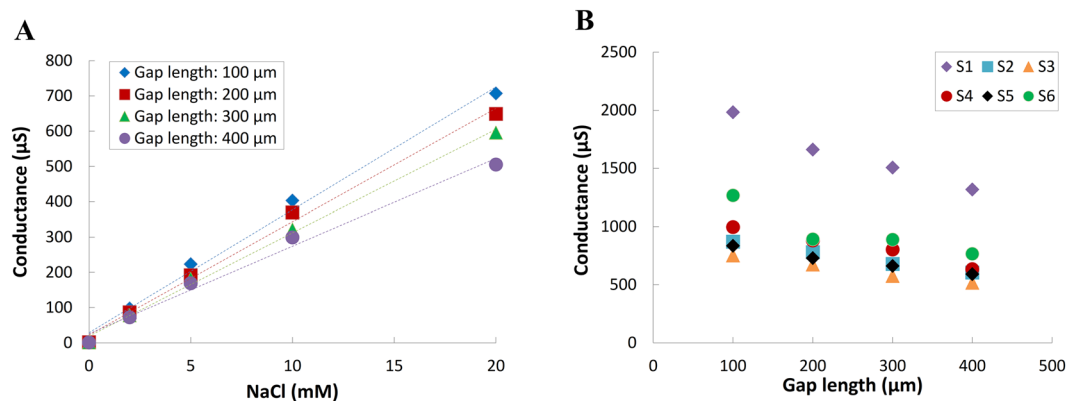 A
800
700
600
500
400
300
200
100
0
Conductance (µS)
Gap length: 100 µm
Gap length: 200 µm
Gap length: 300 µm
Gap length: 400 µm
0 5 10 15 20
NaCl (mM)
B
2500
2000
1500
1000
500
0
Conductance (µS)
S1 S2 S3
S4 S5 S6
0 100 200 300 400 500
Gap length (µm)